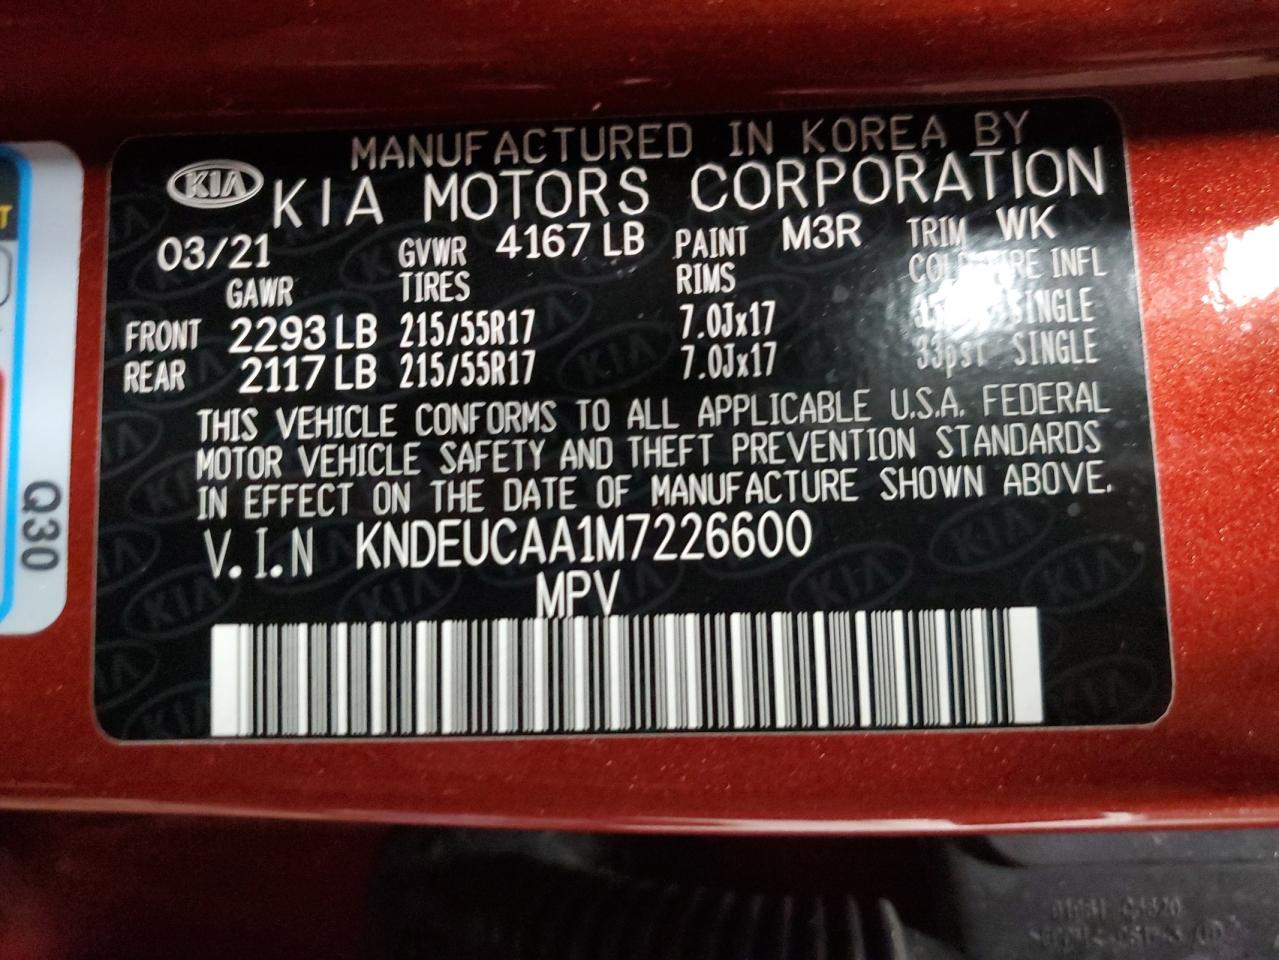 MANUFACTURED IN KOREA BY
KIA KIA MOTORS CORPORATION
03/21 GVWR 4167 LB PAINT M3R TRIM WK
GAWR TIRES RIMS COLD TIRE INFL
FRONT 2293 LB 215/55R17 7.0Jx17 SINGLE
REAR 2117 LB 215/55R17 7.0Jx17 33psi SINGLE
THIS VEHICLE CONFORMS TO ALL APPLICABLE U.S.A. FEDERAL
MOTOR VEHICLE SAFETY AND THEFT PREVENTION STANDARDS
IN EFFECT ON THE DATE OF MANUFACTURE SHOWN ABOVE.
V.I.N KNDEUCAA1M7226600
MPV
Q30